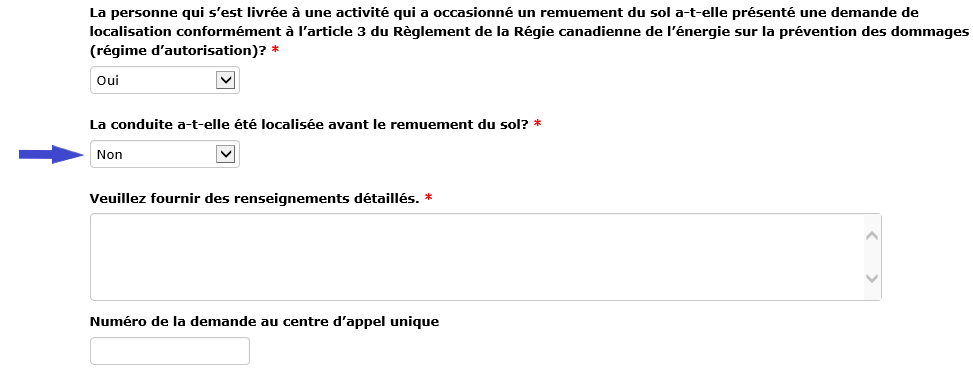 La personne qui s’est livrée à une activité qui a occasionné un remuement du sol a-t-elle présenté une demande de
localisation conformément à l’article 3 du Règlement de la Régie canadienne de l’énergie sur la prévention des dommages
(régime d’autorisation)? *
Oui
La conduite a-t-elle été localisée avant le remuement du sol? *
Non
Veuillez fournir des renseignements détaillés. *
Numéro de la demande au centre d’appel unique